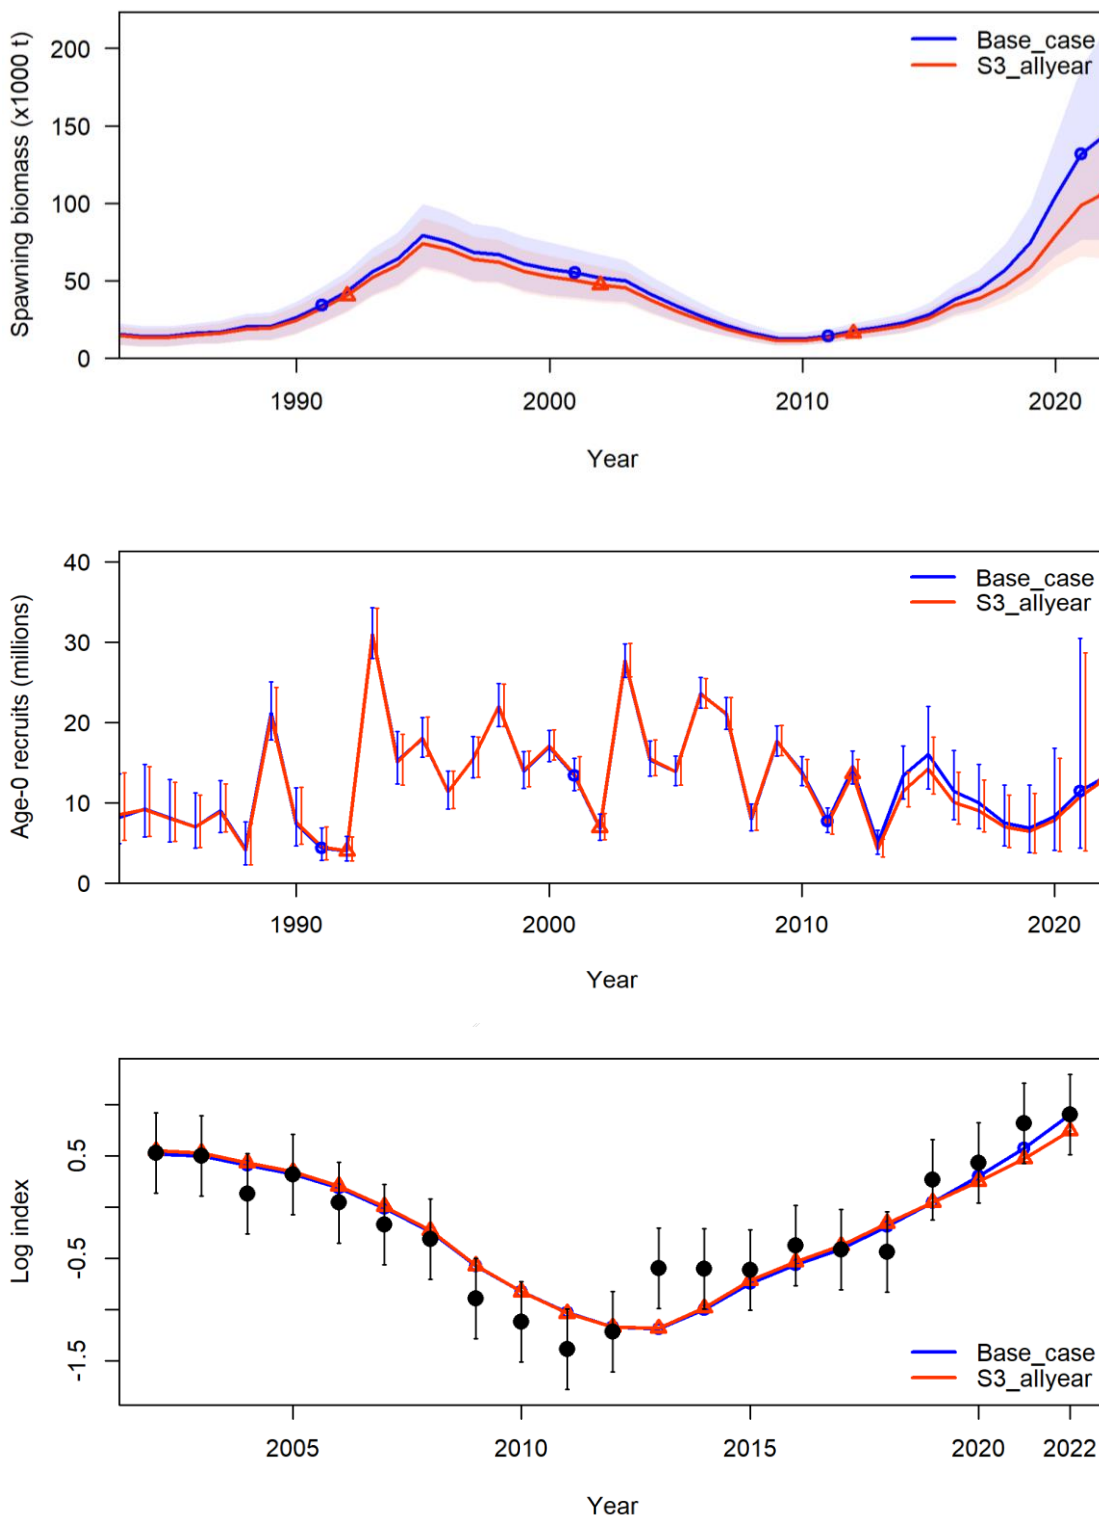 Spawning biomass (x1000 t)
200
150
100
50
0
Base_case
S3_allyear
1990
2000
2010
2020
Year
Age-0 recruits (millions)
40
30
20
10
0
Base_case
S3_allyear
1990
2000
2010
2020
Year
Log index
0.5
-0.5
-1.5
Base_case
S3_allyear
2005
2010
2015
2020
2022
Year